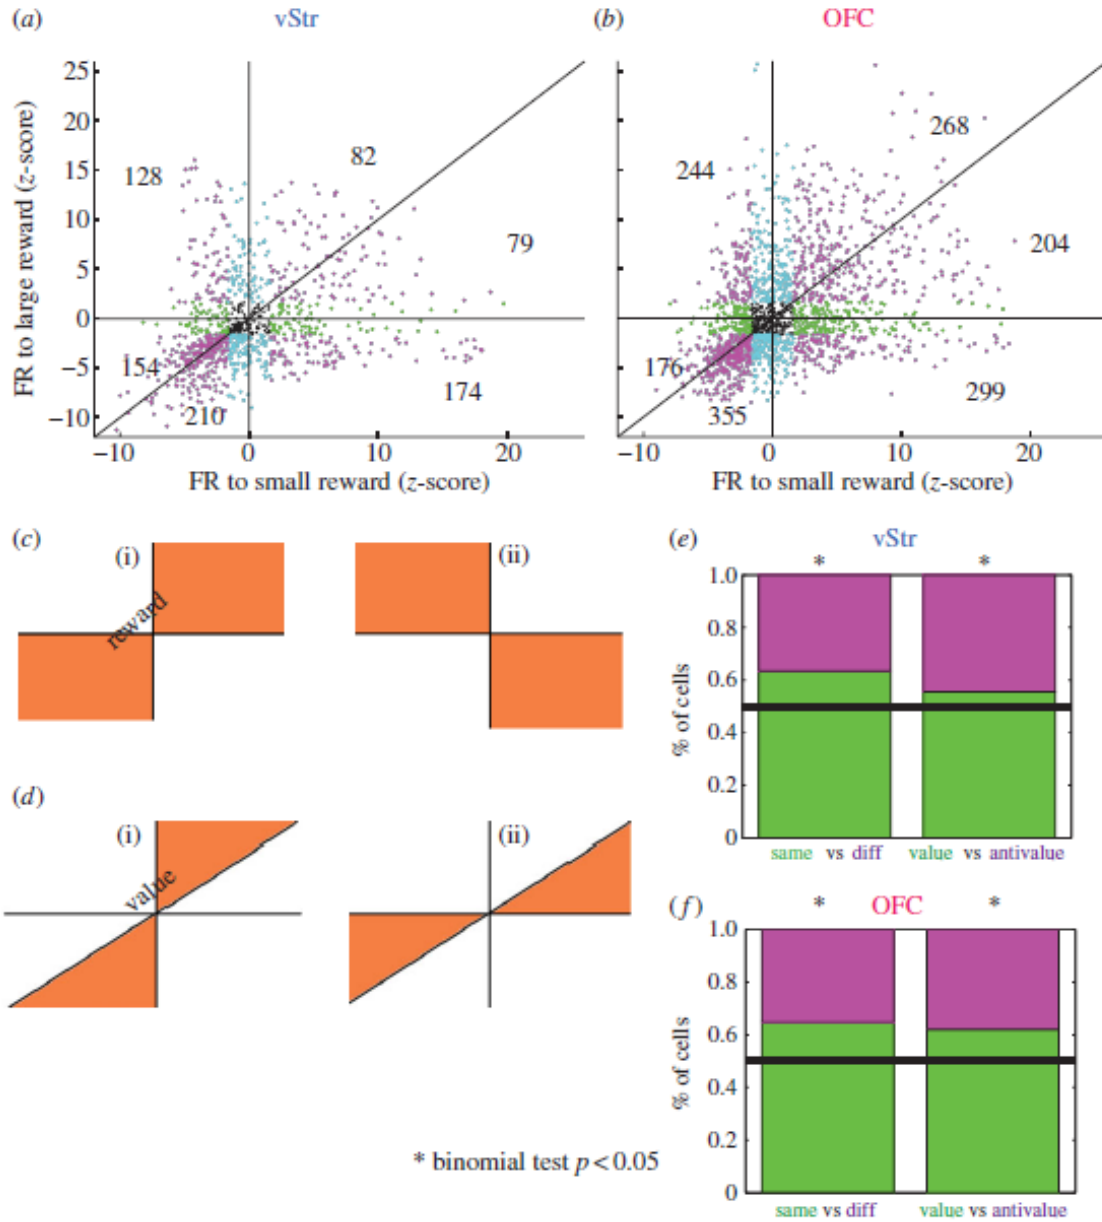 (a) vStr
(b) OFC
FR to large reward (z-score)
25
20
15
10
5
0
−5
−10
128
82
79
154
210
174
−10 0 10 20
FR to small reward (z-score)
244
268
204
176
355
299
−10 0 10 20
FR to small reward (z-score)
(c)
(i)
reward
(ii)
(d)
(i)
value
(ii)
(e) vStr
* *
% of cells
1.0
0.8
0.6
0.4
0.2
0
same vs diff value vs antivalue
(f) * OFC *
% of cells
1.0
0.8
0.6
0.4
0.2
0
same vs diff value vs antivalue
* binomial test p < 0.05